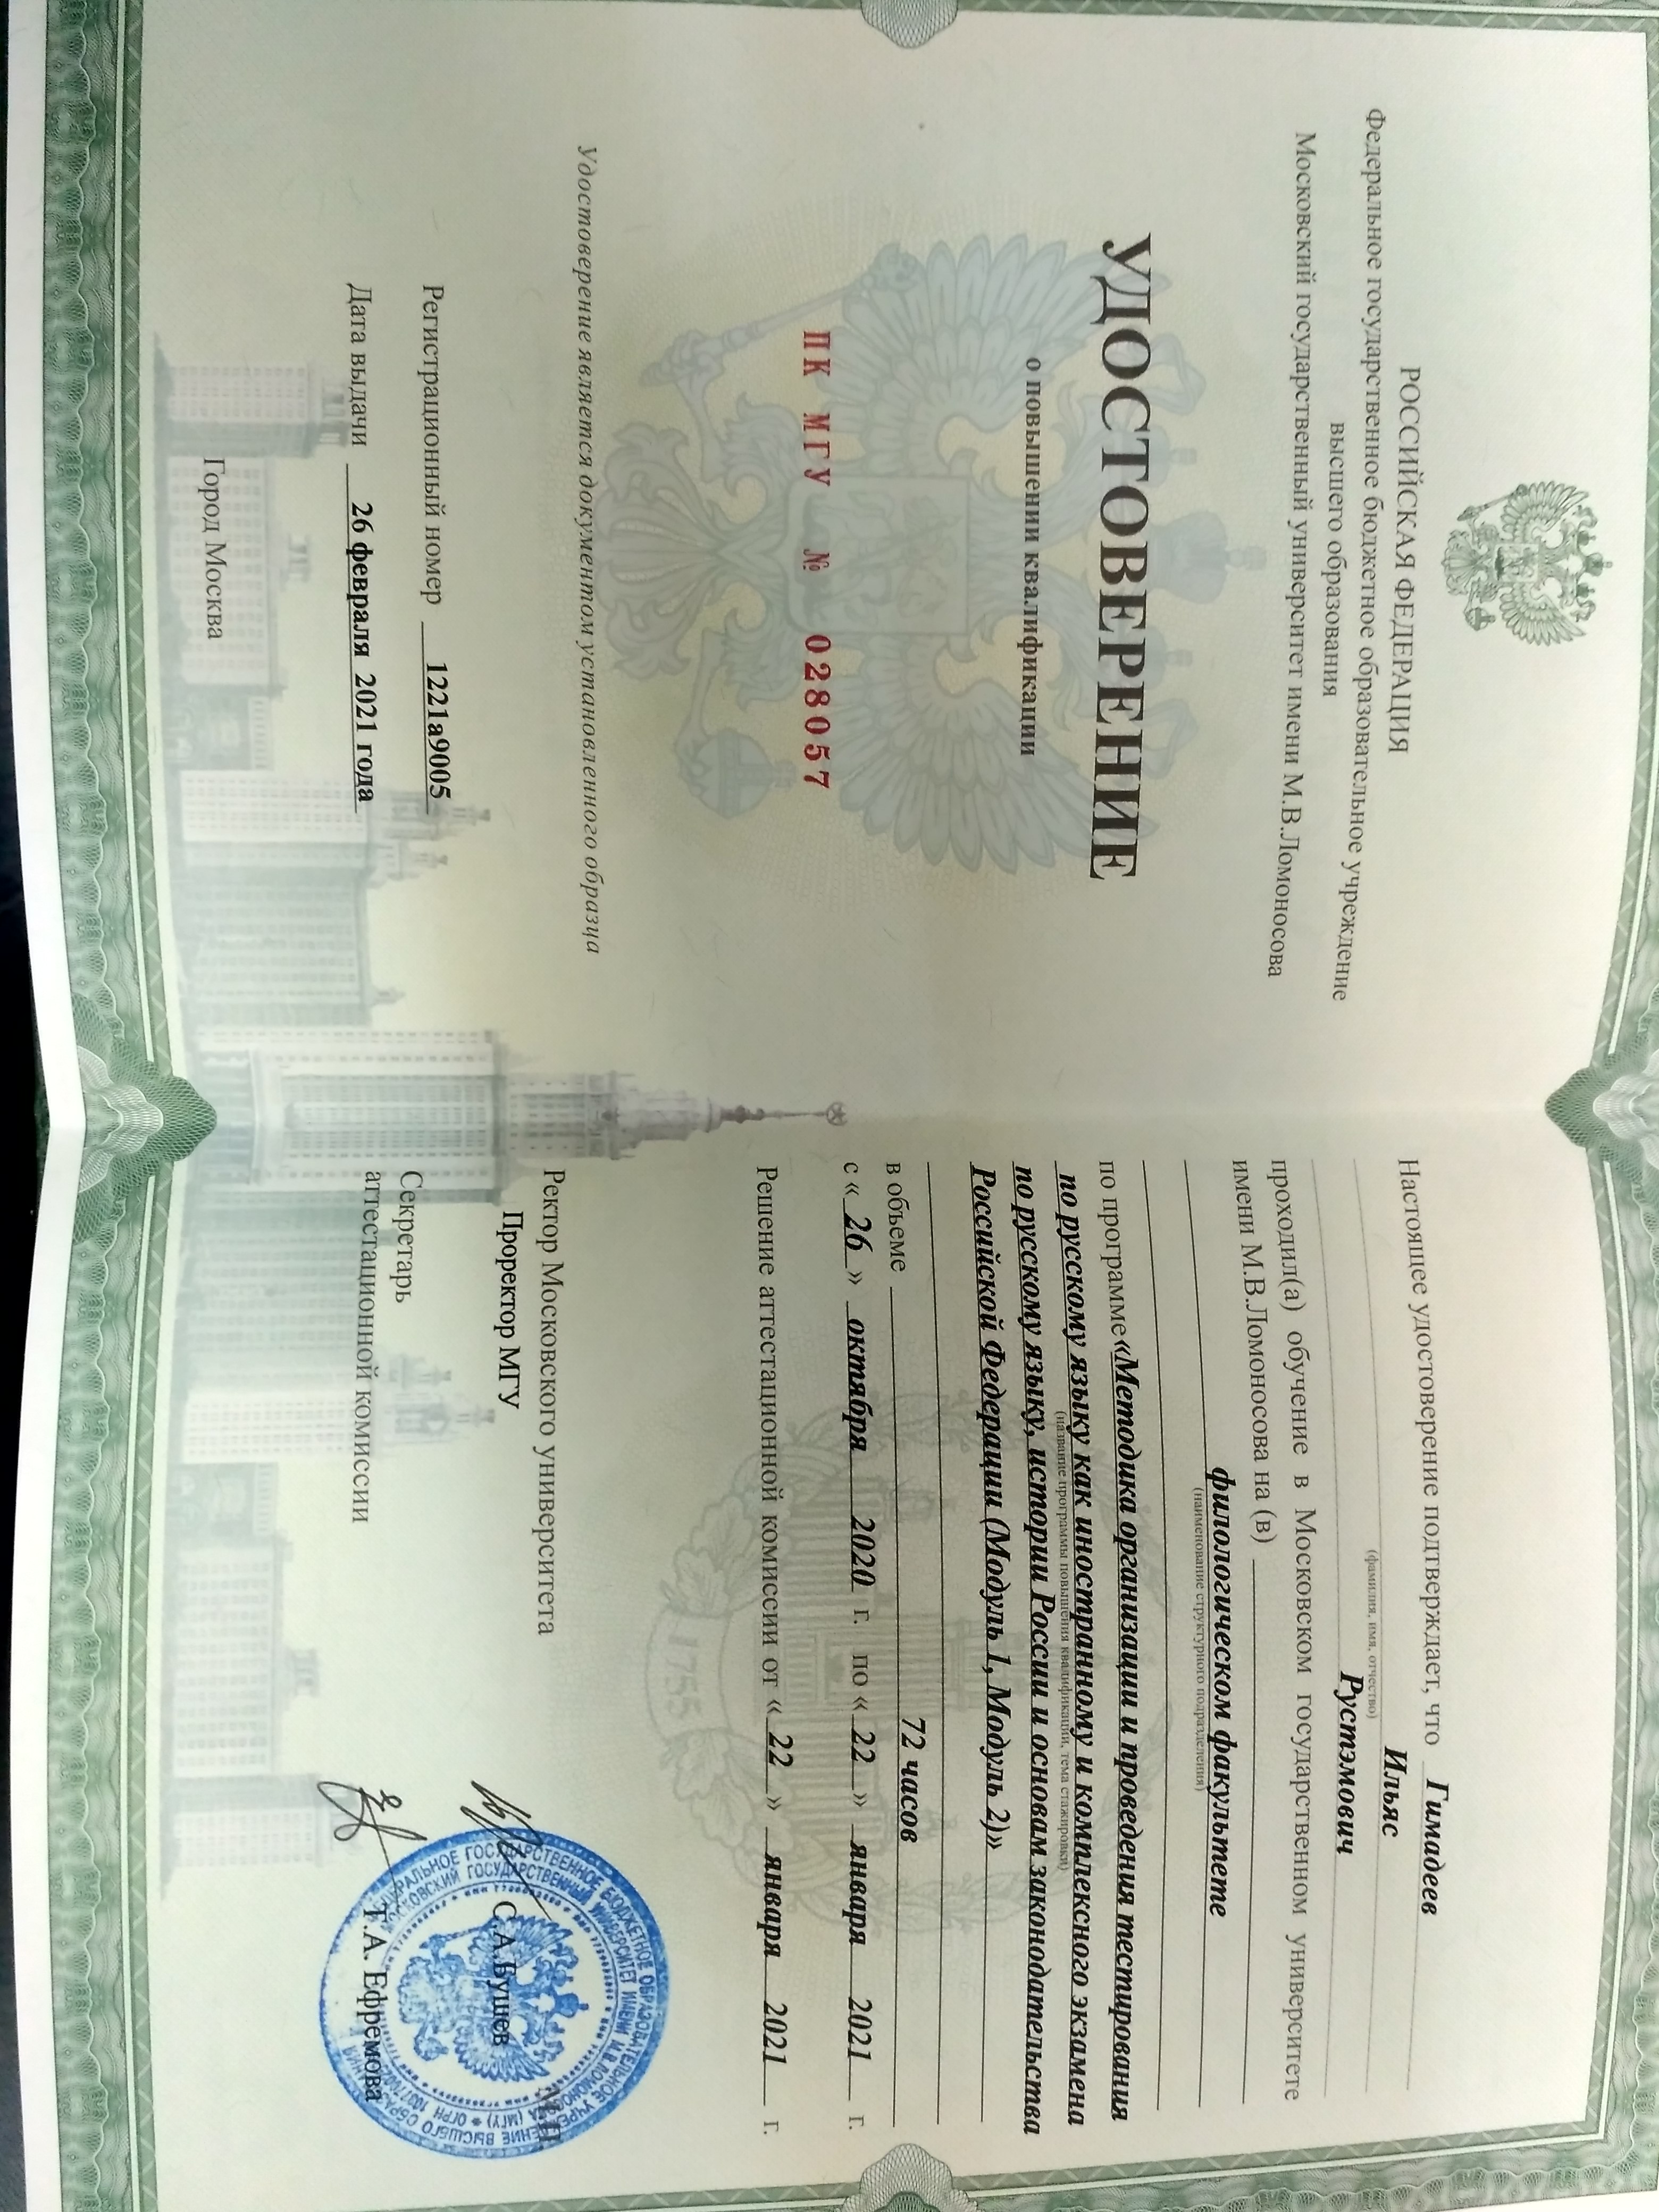 РОССИЙСКАЯ ФЕДЕРАЦИЯ
Федеральное государственное бюджетное образовательное учреждение
высшего образования
Московский государственный университет имени М.В.Ломоносова
УДОСТОВЕРЕНИЕ
о повышении квалификации
ПК МГУ № 028057
Удостоверение является документом установленного образца
Регистрационный номер 1221а9005
Дата выдачи 26 февраля 2021 года
Город Москва
Настоящее удостоверение подтверждает, что Гимадеев
Ильяс
(фамилия, имя, отчество)
Рустэмович
проходил(а) обучение в Московском государственном университете
имени М.В.Ломоносова на (в)
филологическом факультете
(наименование структурного подразделения)
по программе «Методика организации и проведения тестирования
по русскому языку как иностранному и комплексного экзамена
(название программы повышения квалификации, тема стажировки)
по русскому языку, истории России и основам законодательства
Российской Федерации (Модуль 1, Модуль 2)»
в объеме 72 часов
с « 26 » октября 2020 г. по « 22 » января 2021 г.
Решение аттестационной комиссии от « 22 » января 2021 г.
Ректор Московского университета
Проректор МГУ С.А.Бушев
М.П.
Секретарь
аттестационной комиссии Т.А. Ефремова
1755